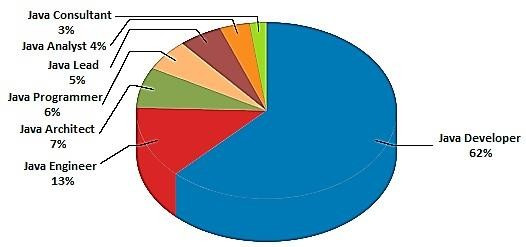 Java Consultant
3%
Java Analyst 4%
Java Lead
5%
Java Programmer
6%
Java Architect
7%
Java Engineer
13%
Java Developer
62%